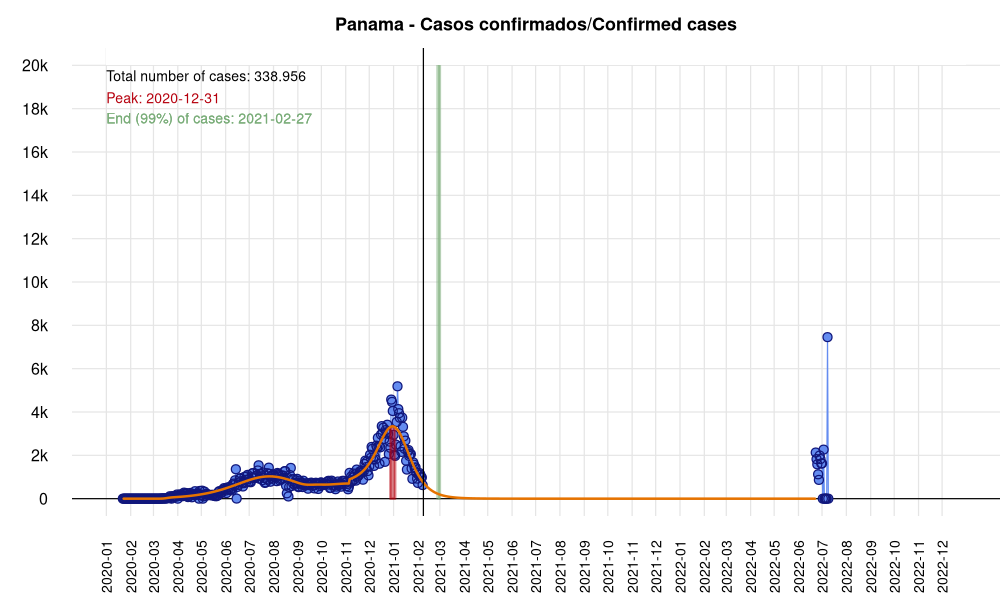 Panama - Casos confirmados/Confirmed cases
20k
18k
16k
14k
12k
10k
8k
6k
4k
2k
0
Total number of cases: 338.956
Peak: 2020-12-31
End (99%) of cases: 2021-02-27
2020-01
2020-02
2020-03
2020-04
2020-05
2020-06
2020-07
2020-08
2020-09
2020-10
2020-11
2020-12
2021-01
2021-02
2021-03
2021-04
2021-05
2021-06
2021-07
2021-08
2021-09
2021-10
2021-11
2021-12
2022-01
2022-02
2022-03
2022-04
2022-05
2022-06
2022-07
2022-08
2022-09
2022-10
2022-11
2022-12